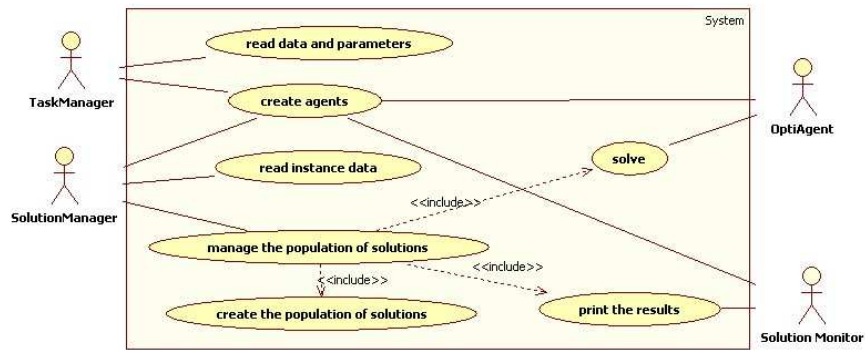 System
read data and parameters
TaskManager
create agents
OptiAgent
solve
read instance data
<<include>>
SolutionManager
manage the population of solutions
<<include>>
<<include>>
create the population of solutions
print the results
Solution Monitor